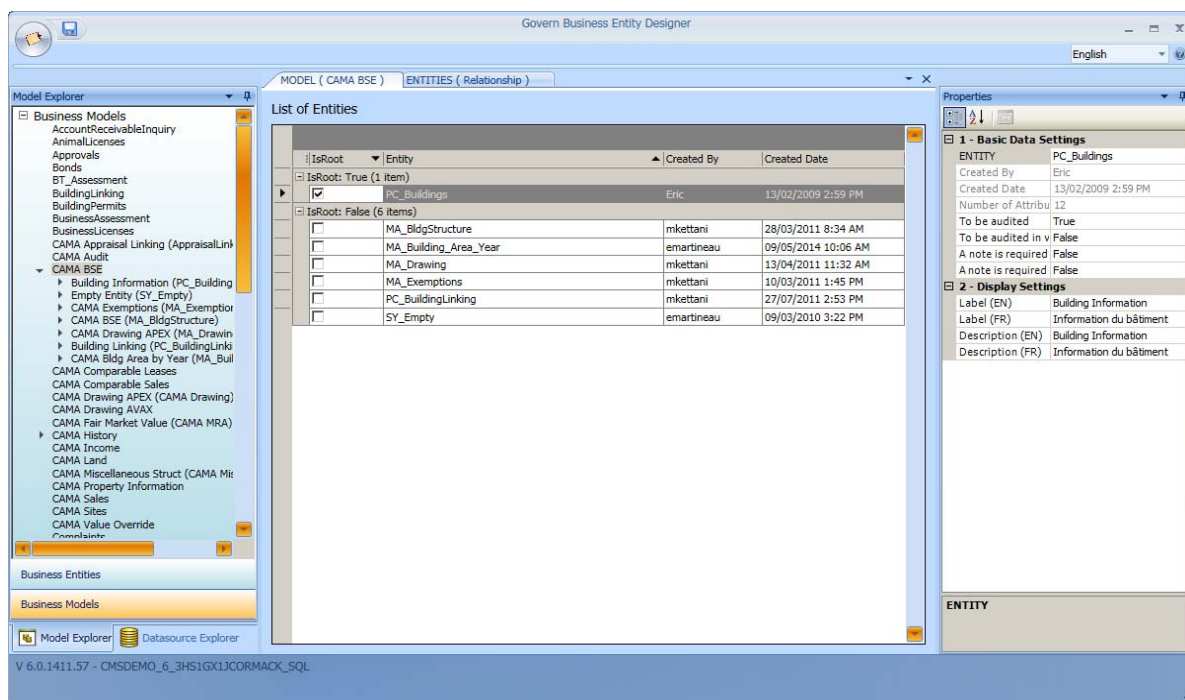 Govern Business Entity Designer
English
MODEL ( CAMA BSE )
ENTITIES ( Relationship )
Model Explorer
Business Models
AccountReceivableInquiry
AnimalLicenses
Approvals
Bonds
BT_Assessment
BuildingLinking
BuildingPermits
BusinessAssessment
BusinessLicenses
CAMA Appraisal Linking (AppraisalLink
CAMA Audit
CAMA BSE
Building Information (PC_Building
Empty Entity (SY_Empty)
CAMA Exemptions (MA_Exemption
CAMA BSE (MA_BldgStructure)
CAMA Drawing APEX (MA_Drawin
Building Linking (PC_BuildingLinki
CAMA Bldg Area by Year (MA_Buil
CAMA Comparable Leases
CAMA Comparable Sales
CAMA Drawing APEX (CAMA Drawing)
CAMA Drawing AVAX
CAMA Fair Market Value (CAMA MRA)
CAMA History
CAMA Income
CAMA Land
CAMA Miscellaneous Struct (CAMA Mis
CAMA Property Information
CAMA Sales
CAMA Sites
CAMA Value Override
Complaints
Business Entities
Business Models
Model Explorer
Datasource Explorer
List of Entities
IsRoot Entity Created By Created Date
IsRoot: True (1 item)
PC_Buildings Eric 13/02/2009 2:59 PM
IsRoot: False (6 items)
MA_BldgStructure mkettani 28/03/2011 8:34 AM
MA_Building_Area_Year emartineau 09/05/2014 10:06 AM
MA_Drawing mkettani 13/04/2011 11:32 AM
MA_Exemptions mkettani 10/03/2011 1:45 PM
PC_BuildingLinking mkettani 27/07/2011 2:53 PM
SY_Empty emartineau 09/03/2010 3:22 PM
Properties
1 - Basic Data Settings
ENTITY PC_Buildings
Created By Eric
Created Date 13/02/2009 2:59 PM
Number of Attribu 12
To be audited True
To be audited in v False
A note is required False
A note is required False
2 - Display Settings
Label (EN) Building Information
Label (FR) Information du bâtiment
Description (EN) Building Information
Description (FR) Information du bâtiment
ENTITY
V 6.0.1411.57 - CMSDEMO_6_3HS1GX1JCORMACK_SQL